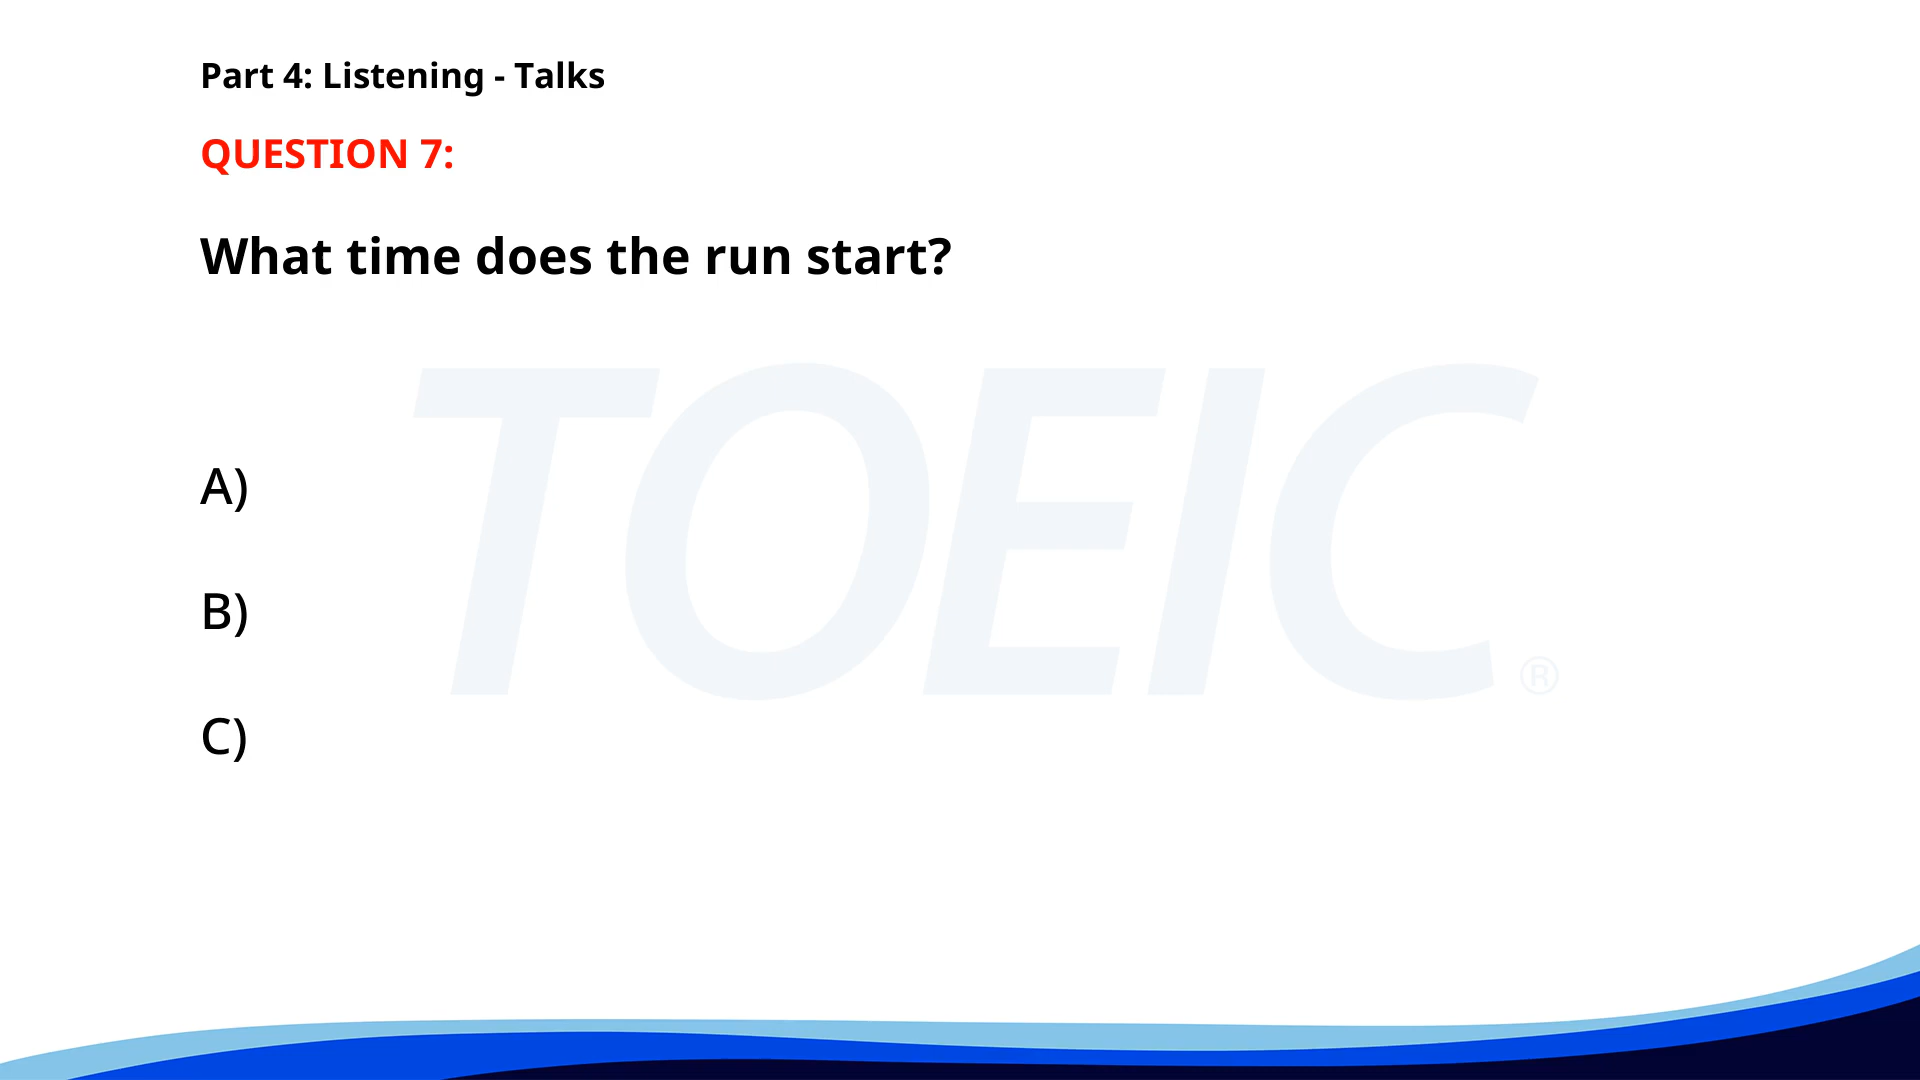 Part 4: Listening - Talks
QUESTION 7:
What time does the run start?
TOEIC®
A)
B)
C)